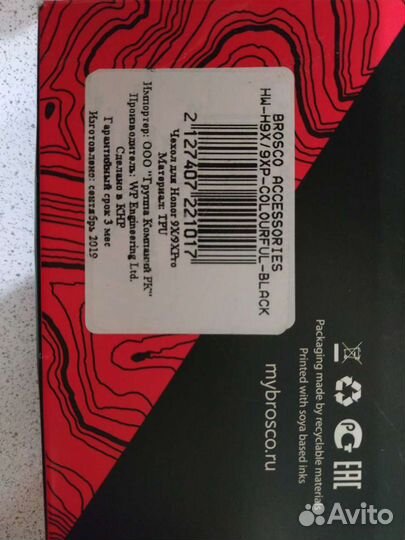 BROSCO ACCESSORIES
HW-H9X/9XP-COLOURFUL-BLACK
2 127407 221017
Чехол для Honor 9X/9XPro
Материал: TPU
Импортер: ООО "Группа Компаний РК"
Производитель: WP Engineering Ltd.
Сделано в КНР
Гарантийный срок 3 мес
Изготовлено: сентябрь 2019
Packaging made by recyclable materials
Printed with soya based inks
mybrosco.ru
EAC
Avito